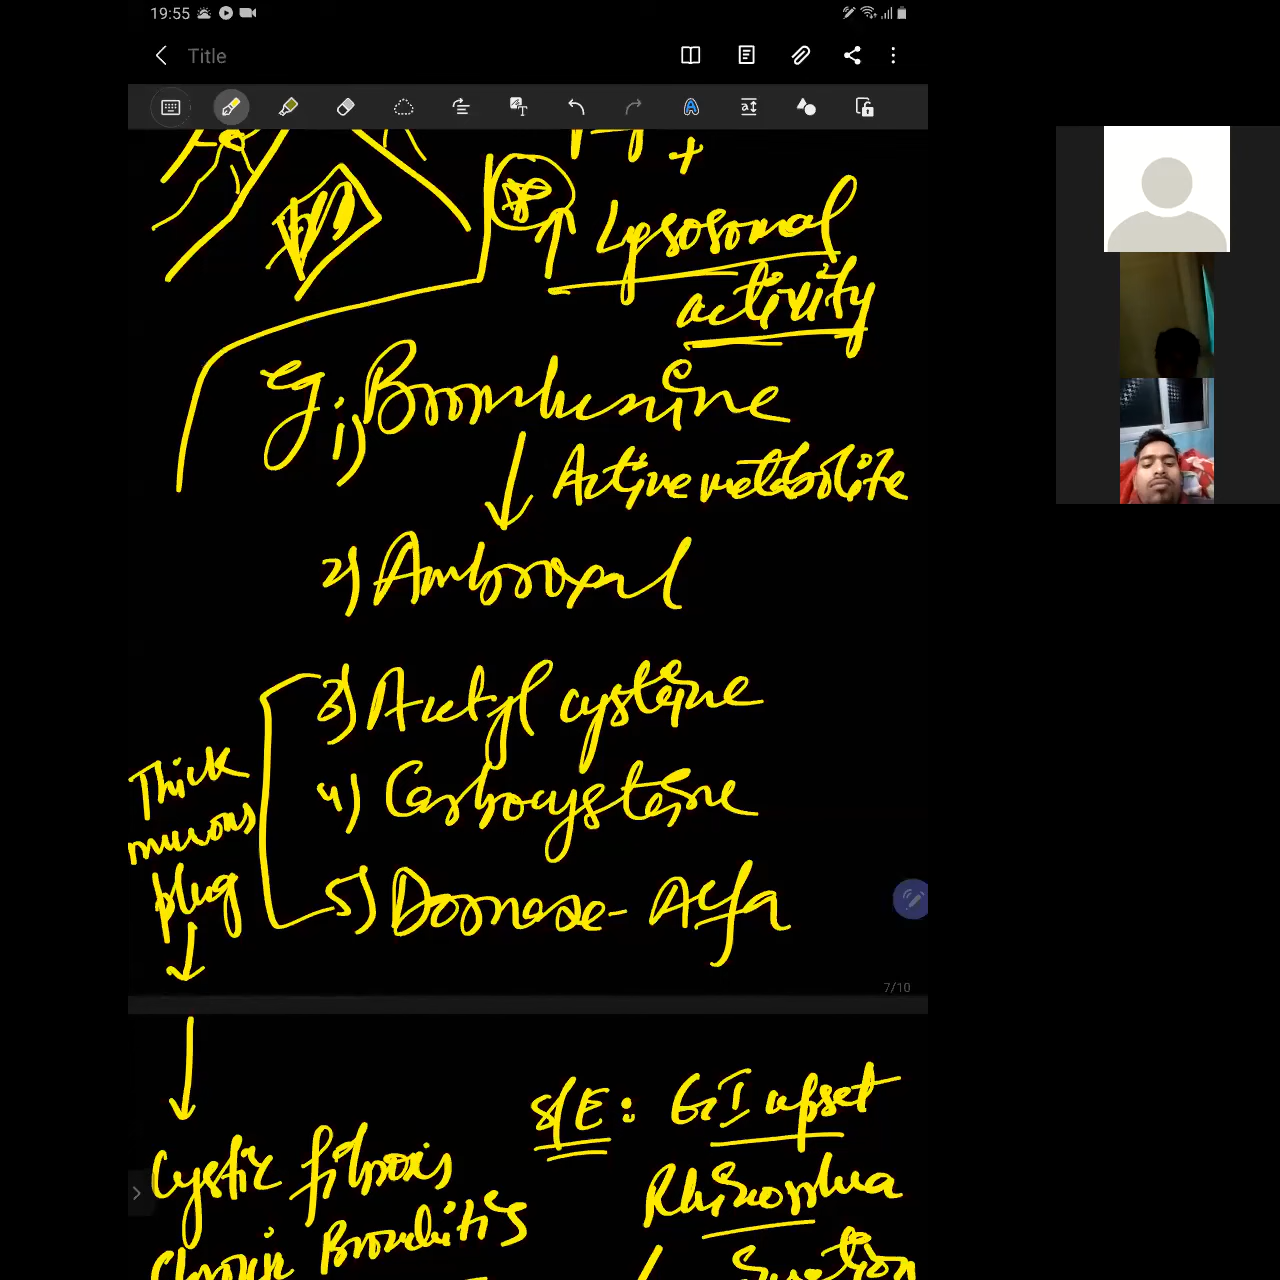 19:55
Title
+
Lysosomal
activity
eg i) Bromhexine
Active metabolite
2) Ambroxol
3) Acetyl cysteine
4) Carbocysteine
5) Dornase-Alfa
Thick
mucous
plug
7/10
S/E: GI upset
Rhinorrhea
Cystic fibrosis
Chronic Bronchitis